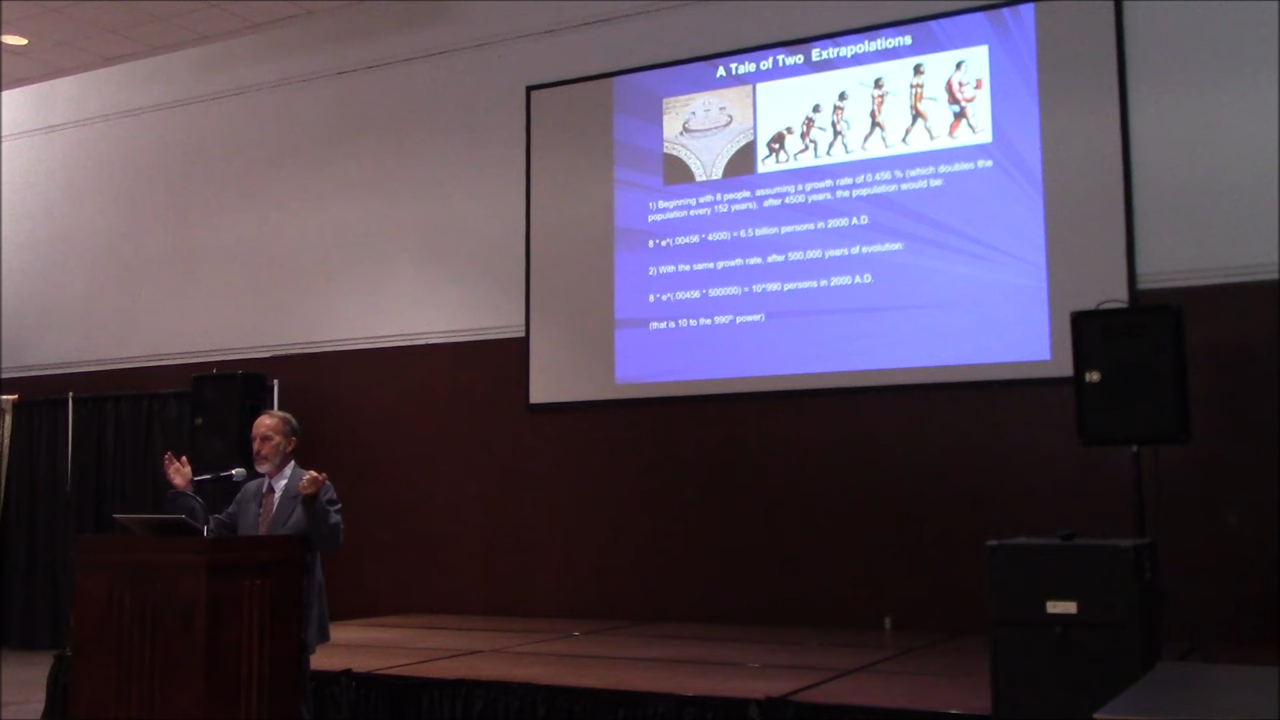 A Tale of Two Extrapolations
1) Beginning with 8 people, assuming a growth rate of 0.456 % (which doubles the
population every 152 years), after 4500 years, the population would be:
8 * e^(.00456 * 4500) = 6.5 billion persons in 2000 A.D.
2) With the same growth rate, after 500,000 years of evolution:
8 * e^(.00456 * 500000) = 10^990 persons in 2000 A.D.
(that is 10 to the 990th power)